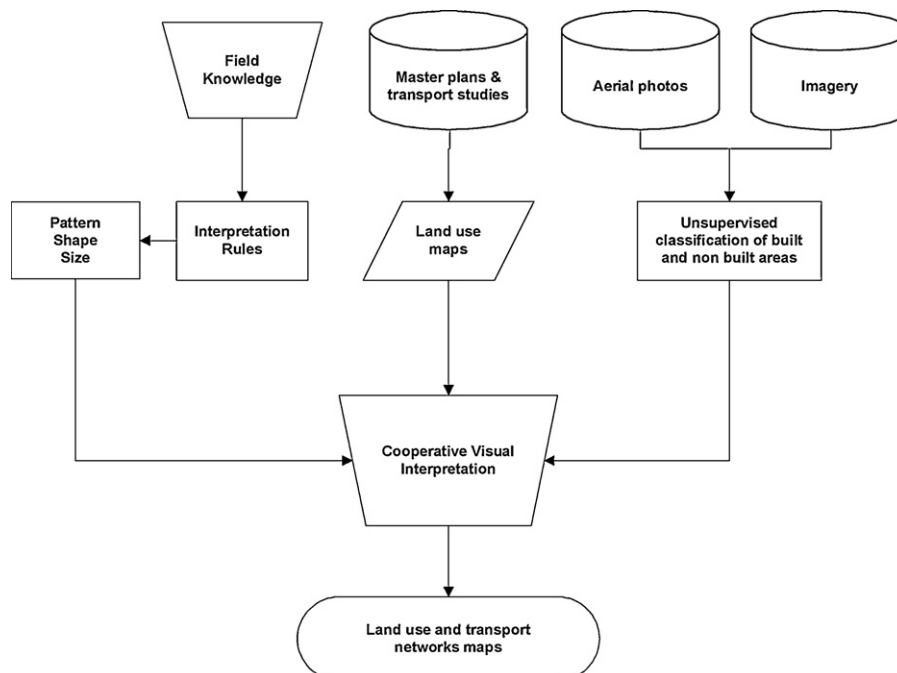 Field
Knowledge
Master plans &
transport studies
Aerial photos
Imagery
Pattern
Shape
Size
Interpretation
Rules
Land use
maps
Unsupervised
classification of built
and non built areas
Cooperative Visual
Interpretation
Land use and transport
networks maps